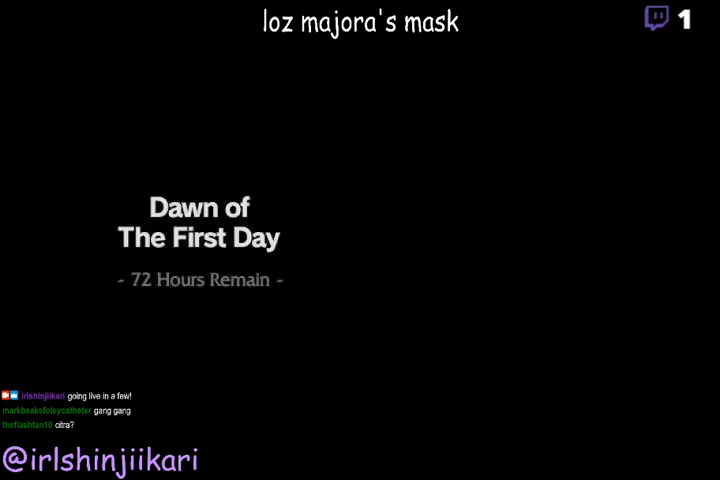 loz majora's mask
1
Dawn of
The First Day
- 72 Hours Remain -
irlshinjiikari going live in a few!
markbeaksfoleycatheter gang gang
theflashfan10 citra?
@irlshinjiikari